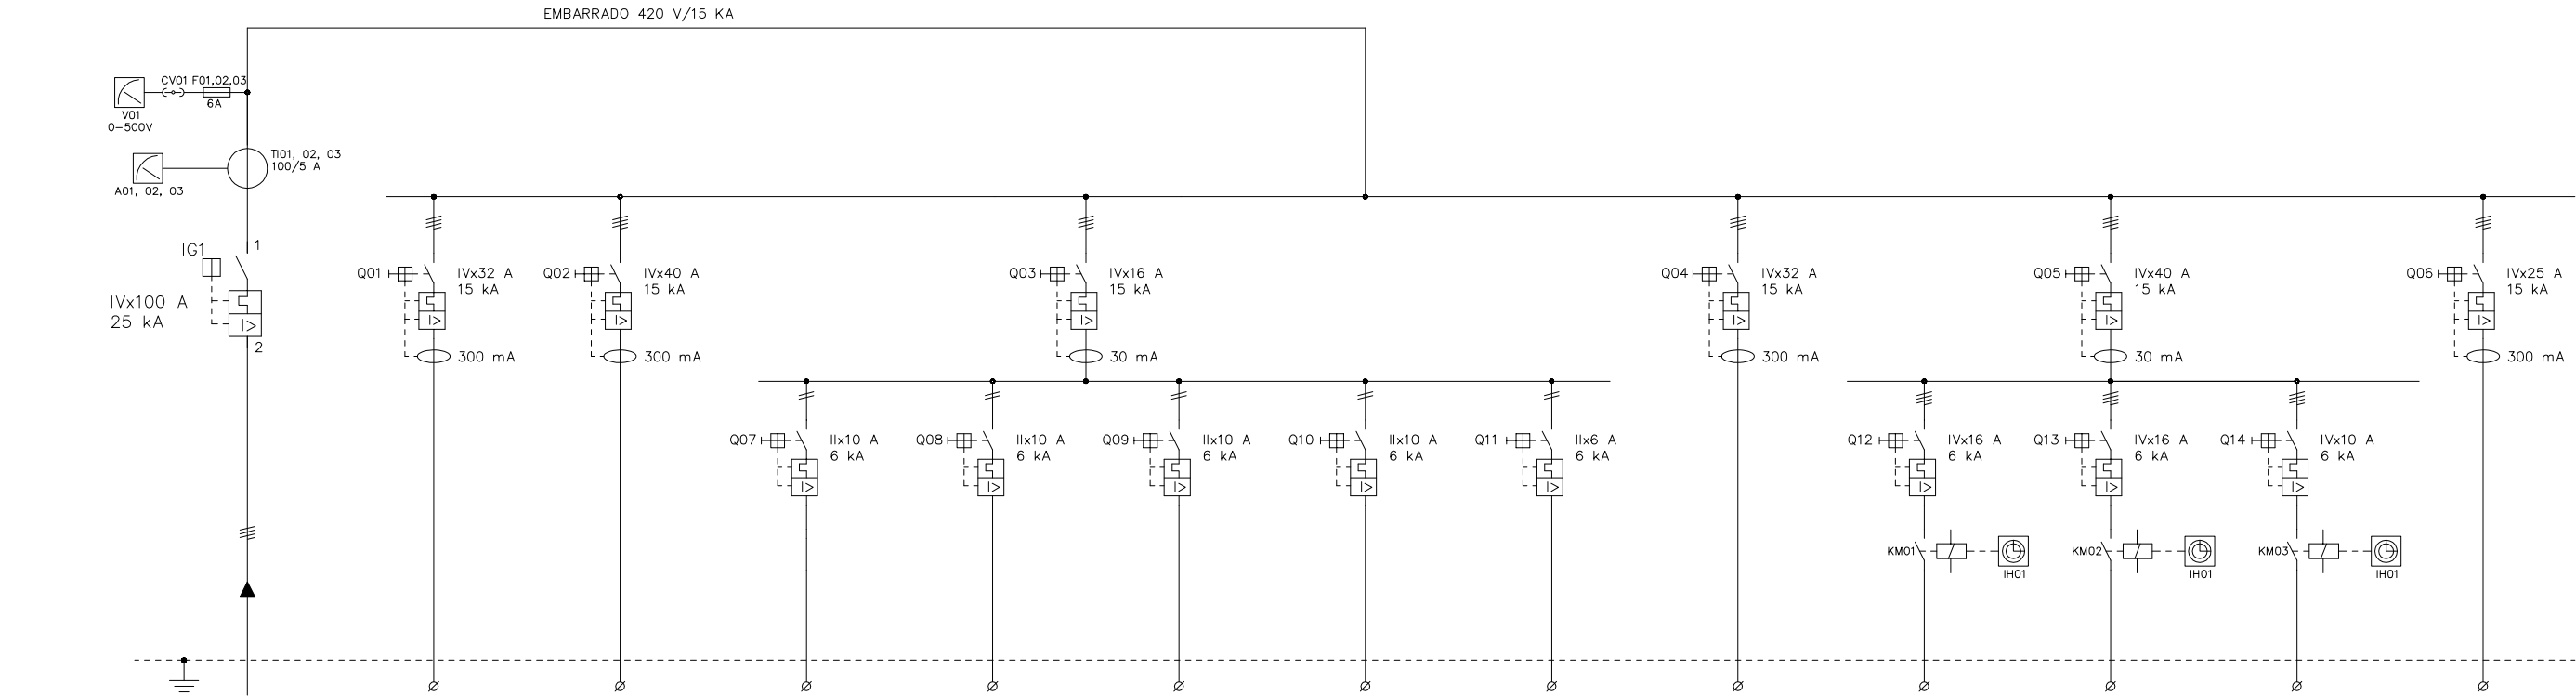 EMBARRADO 420 V/15 KA
CV01 F01,02,03
6A
V01
0-500V
TI01, 02, 03
100/5 A
A01, 02, 03
IG1
1
IVx100 A
25 kA
I>
2
Q01
IVx32 A
15 kA
I>
300 mA
Q02
IVx40 A
15 kA
I>
300 mA
Q03
IVx16 A
15 kA
I>
30 mA
Q04
IVx32 A
15 kA
I>
300 mA
Q05
IVx40 A
15 kA
I>
30 mA
Q06
IVx25 A
15 kA
I>
300 mA
Q07
IIx10 A
6 kA
I>
Q08
IIx10 A
6 kA
I>
Q09
IIx10 A
6 kA
I>
Q10
IIx10 A
6 kA
I>
Q11
IIx6 A
6 kA
I>
Q12
IVx16 A
6 kA
I>
Q13
IVx16 A
6 kA
I>
Q14
IVx10 A
6 kA
I>
KM01
IH01
KM02
IH01
KM03
IH01